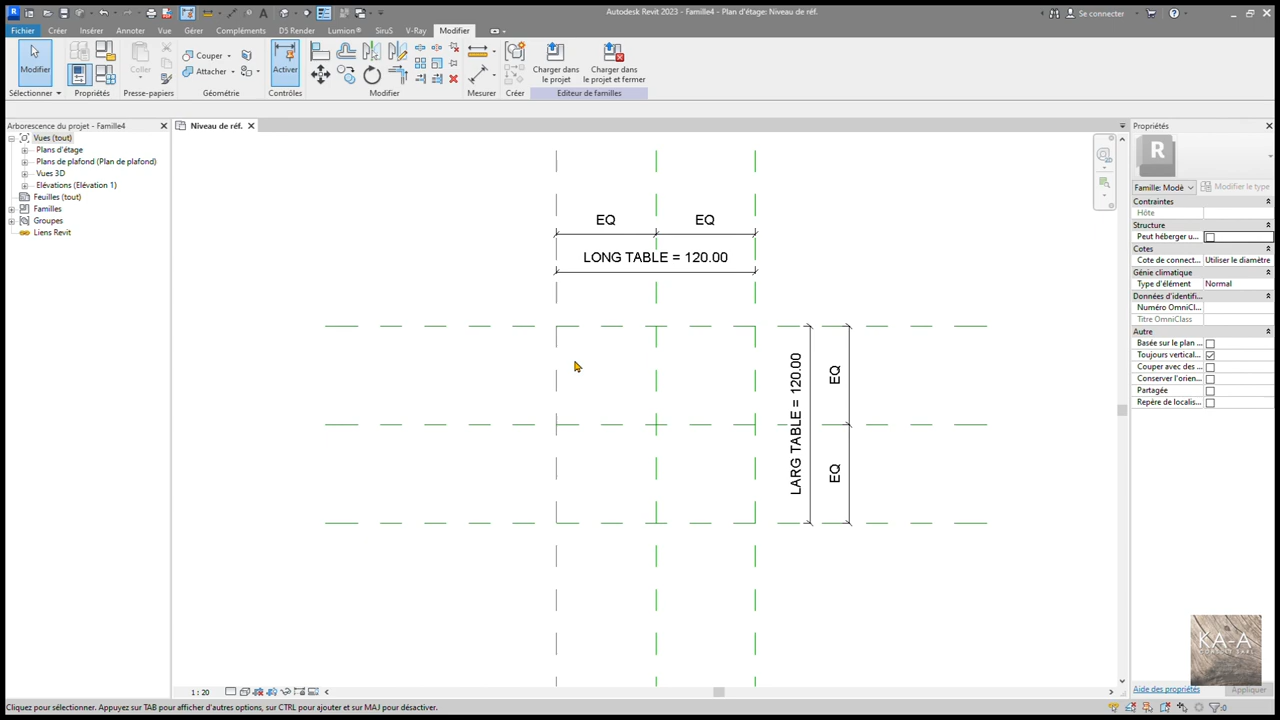 Autodesk Revit 2023 - Famille4 - Plan d'étage: Niveau de réf.
Se connecter
Fichier Créer Insérer Annoter Vue Gérer Compléments D5 Render Lumion® SiruS V-Ray Modifier
Modifier
Coller
Couper
Attacher
Activer
Charger dans
le projet
Charger dans
le projet et fermer
Sélectionner Propriétés Presse-papiers Géométrie Contrôles Modifier Mesurer Créer Editeur de familles
Arborescence du projet - Famille4
Vues (tout)
Plans d'étage
Plans de plafond (Plan de plafond)
Vues 3D
Elévations (Elévation 1)
Feuilles (tout)
Familles
Groupes
Liens Revit
Niveau de réf.
EQ EQ
LONG TABLE = 120.00
LARG TABLE = 120.00
EQ
EQ
Propriétés
R
Famille: Modè
Modifier le type
Contraintes
Hôte
Structure
Peut héberger u...
Cotes
Cote de connect... Utiliser le diamètre
Génie climatique
Type d'élément Normal
Données d'identifi...
Numéro OmniCl...
Titre OmniClass
Autre
Basée sur le plan ...
Toujours vertical...
Couper avec des ...
Conserver l'orien...
Partagée
Repère de localis...
KA-A
CONSULT SARL
Aide des propriétés
Appliquer
1 : 20
Cliquez pour sélectionner. Appuyez sur TAB pour afficher d'autres options, sur CTRL pour ajouter et sur MAJ pour désactiver.
:0